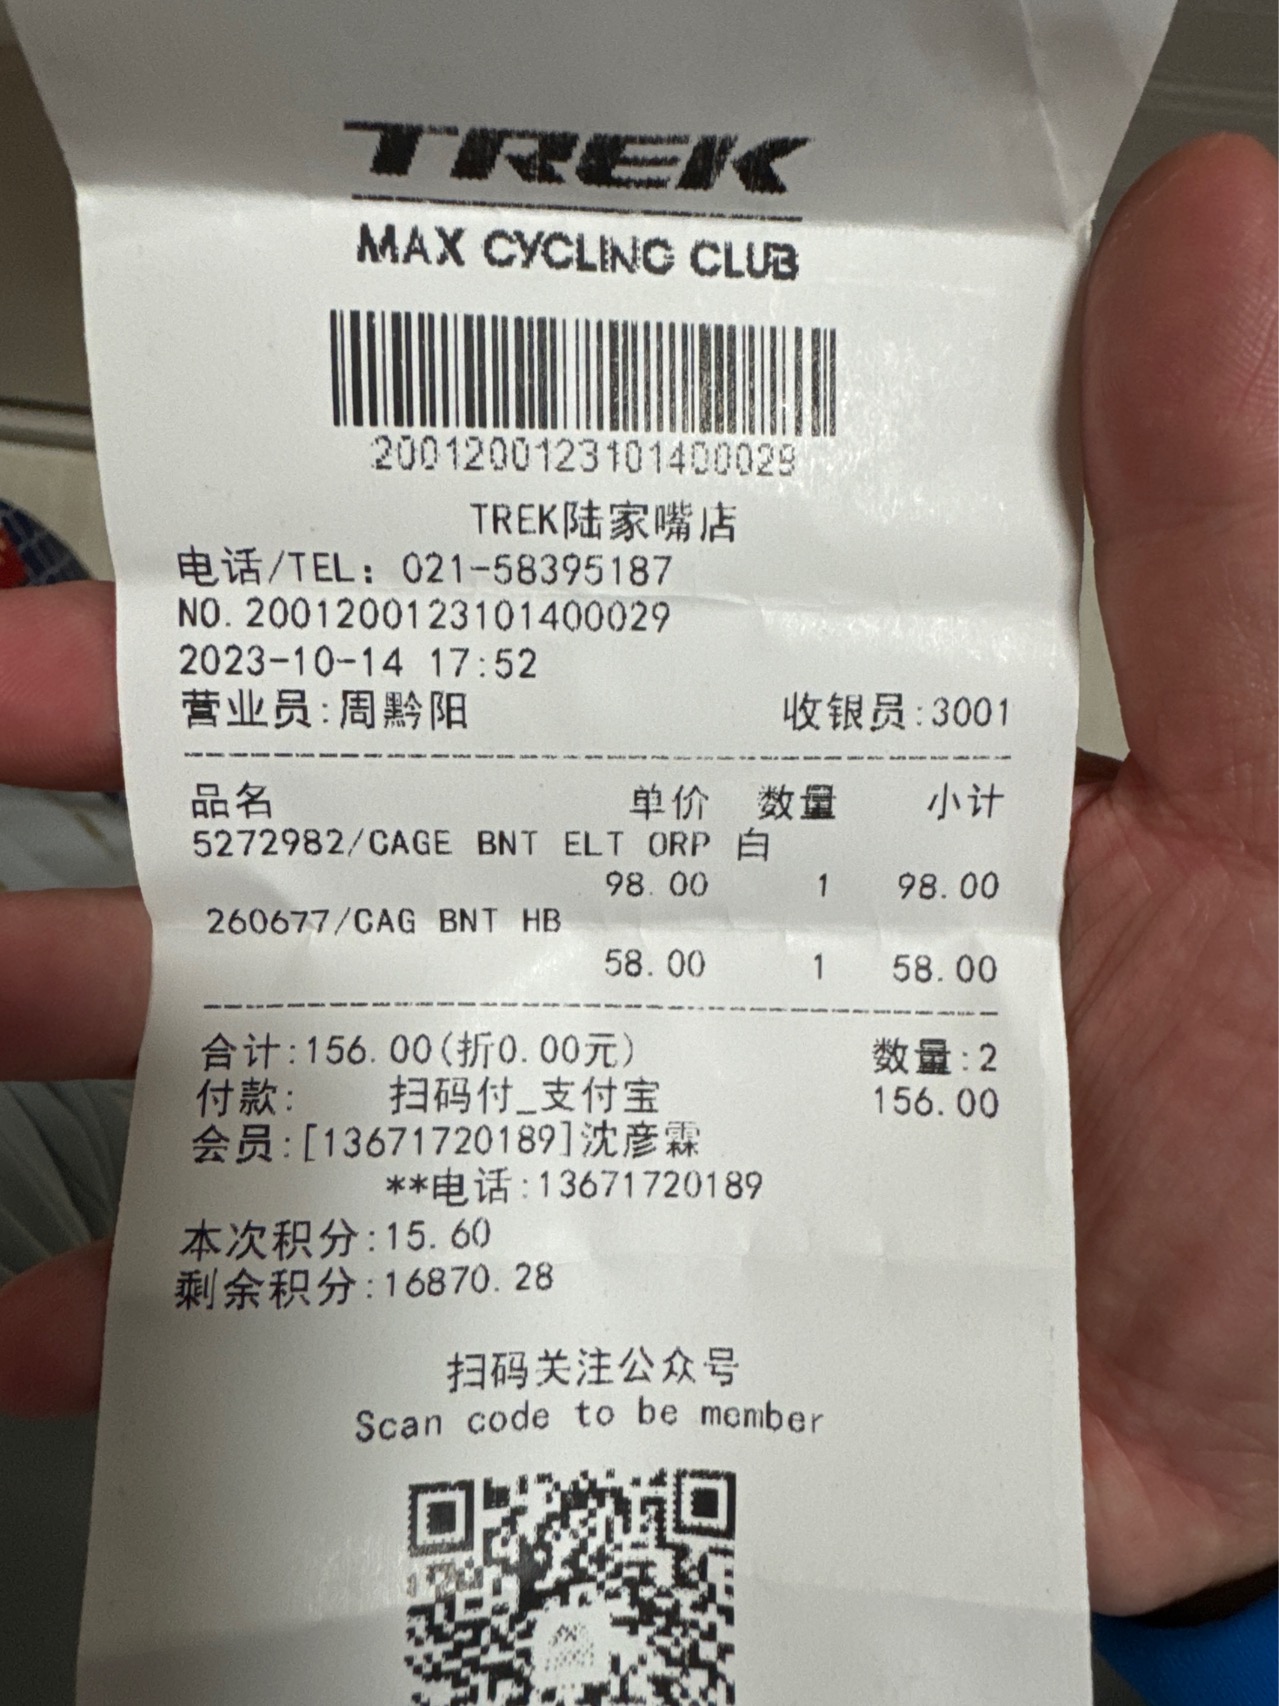 TREK
MAX CYCLING CLUB
2001200123101400029
TREK陆家嘴店
电话/TEL: 021-58395187
NO.2001200123101400029
2023-10-14 17:52
营业员:周黔阳 收银员:3001
品名 单价 数量 小计
5272982/CAGE BNT ELT ORP 白
98.00 1 98.00
260677/CAG BNT HB
58.00 1 58.00
合计:156.00(折0.00元) 数量:2
付款: 扫码付_支付宝 156.00
会员:[13671720189]沈彦霖
**电话:13671720189
本次积分:15.60
剩余积分:16870.28
扫码关注公众号
Scan code to be member